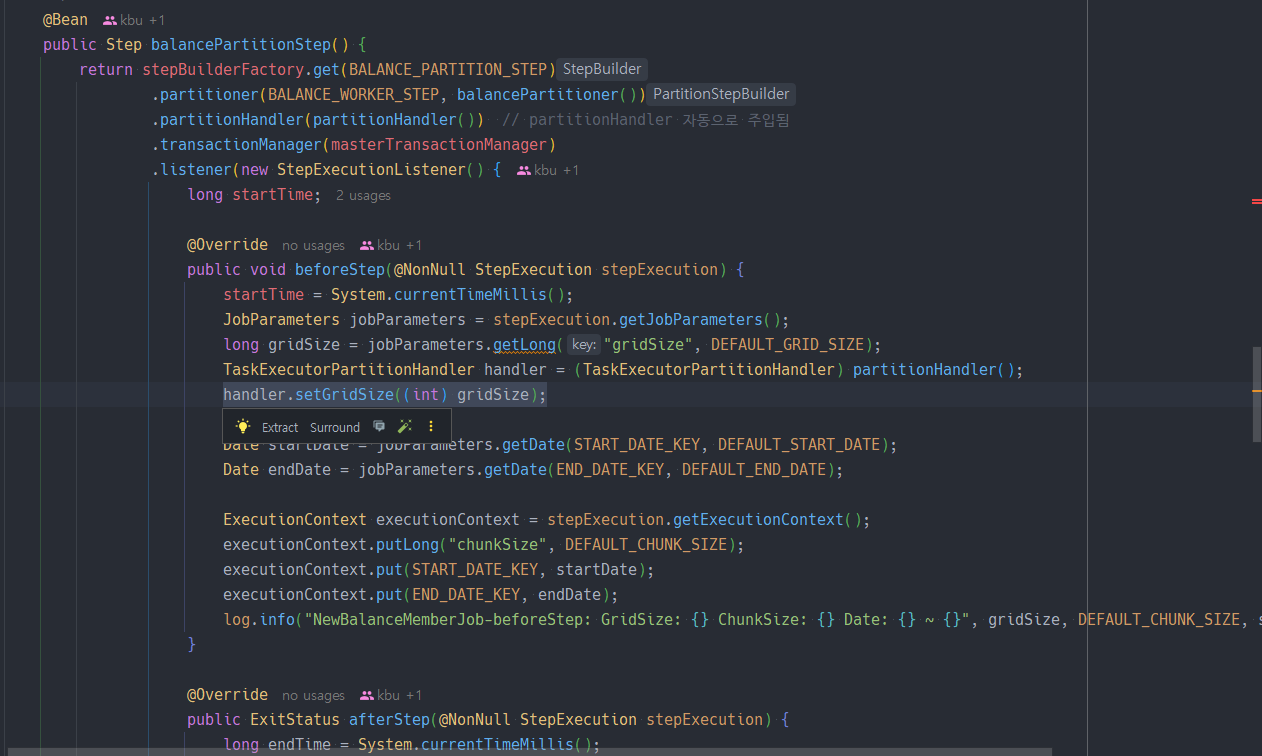 @Bean kbu +1
public Step balancePartitionStep() {
return stepBuilderFactory.get(BALANCE_PARTITION_STEP) StepBuilder
.partitioner(BALANCE_WORKER_STEP, balancePartitioner()) PartitionStepBuilder
.partitionHandler(partitionHandler()) // partitionHandler 자동으로 주입됨
.transactionManager(masterTransactionManager)
.listener(new StepExecutionListener() { kbu +1
long startTime; 2 usages
@Override no usages kbu +1
public void beforeStep(@NonNull StepExecution stepExecution) {
startTime = System.currentTimeMillis();
JobParameters jobParameters = stepExecution.getJobParameters();
long gridSize = jobParameters.getLong( key: "gridSize", DEFAULT_GRID_SIZE);
TaskExecutorPartitionHandler handler = (TaskExecutorPartitionHandler) partitionHandler();
handler.setGridSize((int) gridSize);
Extract Surround
Date startDate = jobParameters.getDate(START_DATE_KEY, DEFAULT_START_DATE);
Date endDate = jobParameters.getDate(END_DATE_KEY, DEFAULT_END_DATE);
ExecutionContext executionContext = stepExecution.getExecutionContext();
executionContext.putLong("chunkSize", DEFAULT_CHUNK_SIZE);
executionContext.put(START_DATE_KEY, startDate);
executionContext.put(END_DATE_KEY, endDate);
log.info("NewBalanceMemberJob-beforeStep: GridSize: {} ChunkSize: {} Date: {} ~ {}", gridSize, DEFAULT_CHUNK_SIZE,
}
@Override no usages kbu +1
public ExitStatus afterStep(@NonNull StepExecution stepExecution) {
long endTime = System.currentTimeMillis();